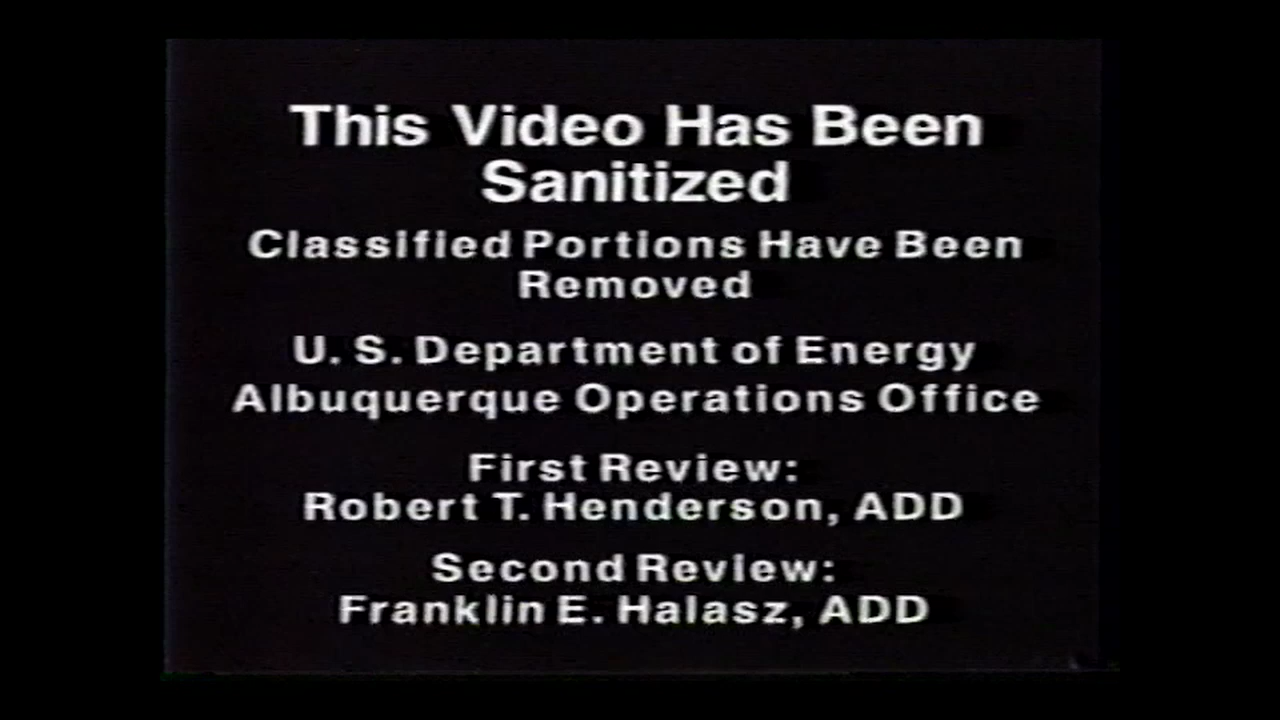 This Video Has Been
Sanitized
Classified Portions Have Been
Removed
U. S. Department of Energy
Albuquerque Operations Office
First Review:
Robert T. Henderson, ADD
Second Review:
Franklin E. Halasz, ADD